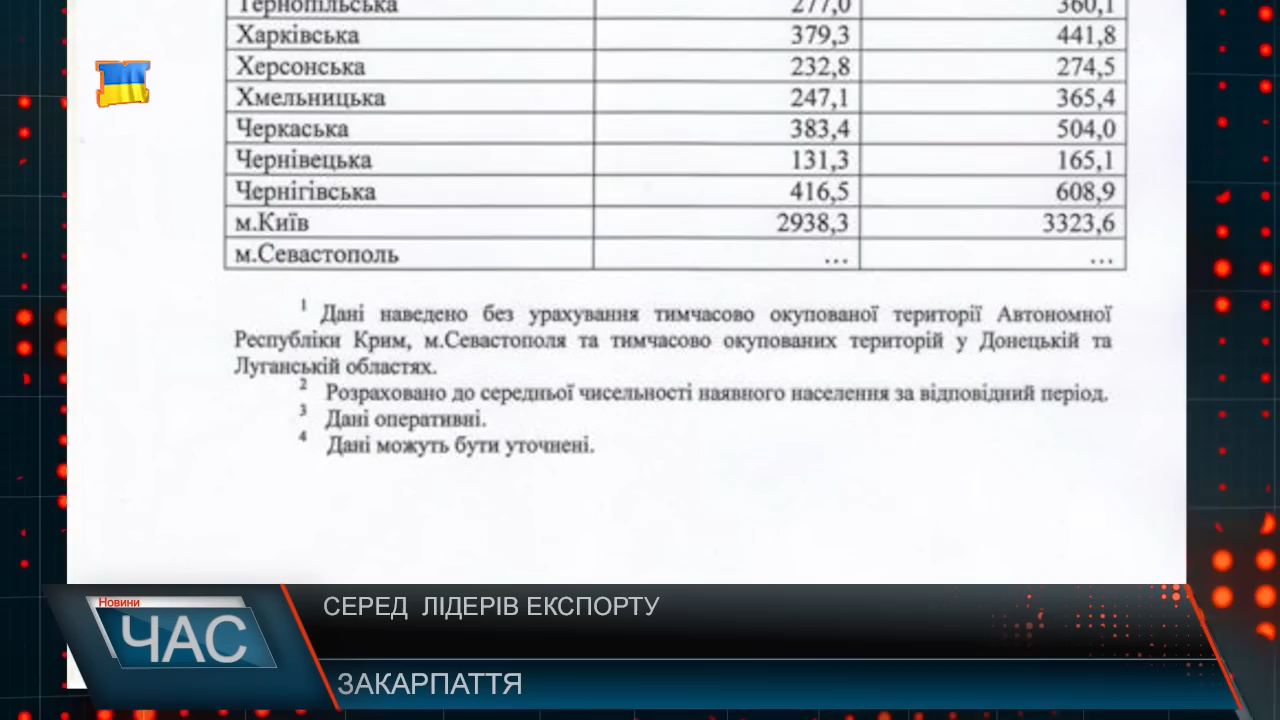 Тернопільська 277,0 360,1
Харківська 379,3 441,8
Херсонська 232,8 274,5
Хмельницька 247,1 365,4
Черкаська 383,4 504,0
Чернівецька 131,3 165,1
Чернігівська 416,5 608,9
м.Київ 2938,3 3323,6
м.Севастополь … …
1 Дані наведено без урахування тимчасово окупованої території Автономної
Республіки Крим, м.Севастополя та тимчасово окупованих територій у Донецькій та
Луганській областях.
2 Розраховано до середньої чисельності наявного населення за відповідний період.
3 Дані оперативні.
4 Дані можуть бути уточнені.
Новини
ЧАС
СЕРЕД ЛІДЕРІВ ЕКСПОРТУ
ЗАКАРПАТТЯ